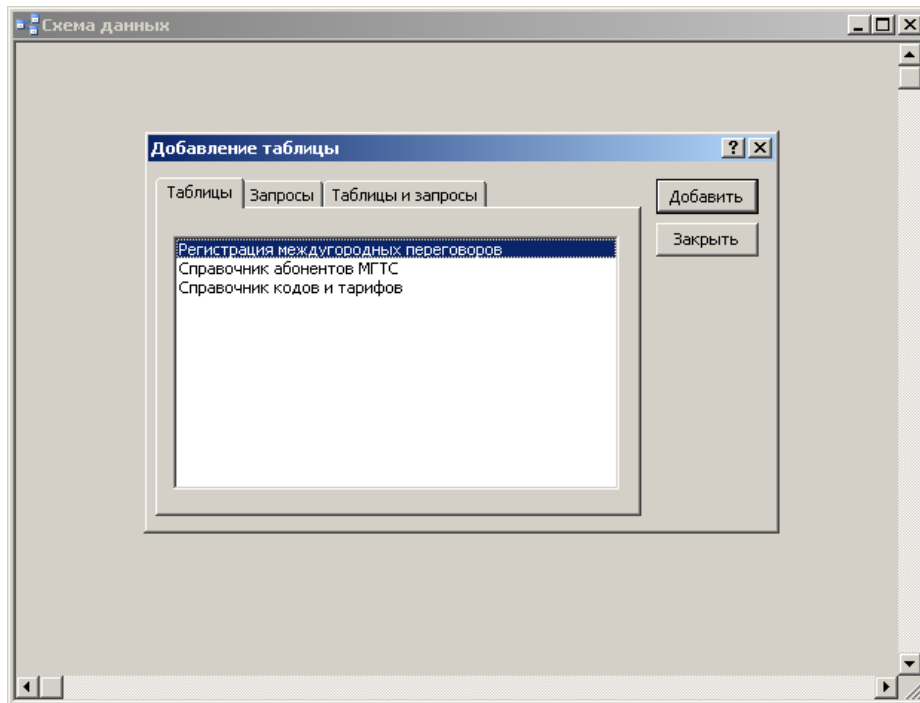 Схема данных
Добавление таблицы
Таблицы Запросы Таблицы и запросы
Добавить
Закрыть
Регистрация междугородных переговоров
Справочник абонентов МГТС
Справочник кодов и тарифов